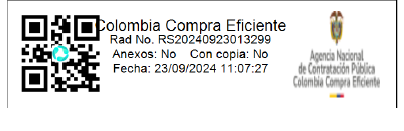 Colombia Compra Eficiente
Rad No. RS20240923013299
Anexos: No Con copia: No
Fecha: 23/09/2024 11:07:27
Agencia Nacional
de Contratación Pública
Colombia Compra Eficiente